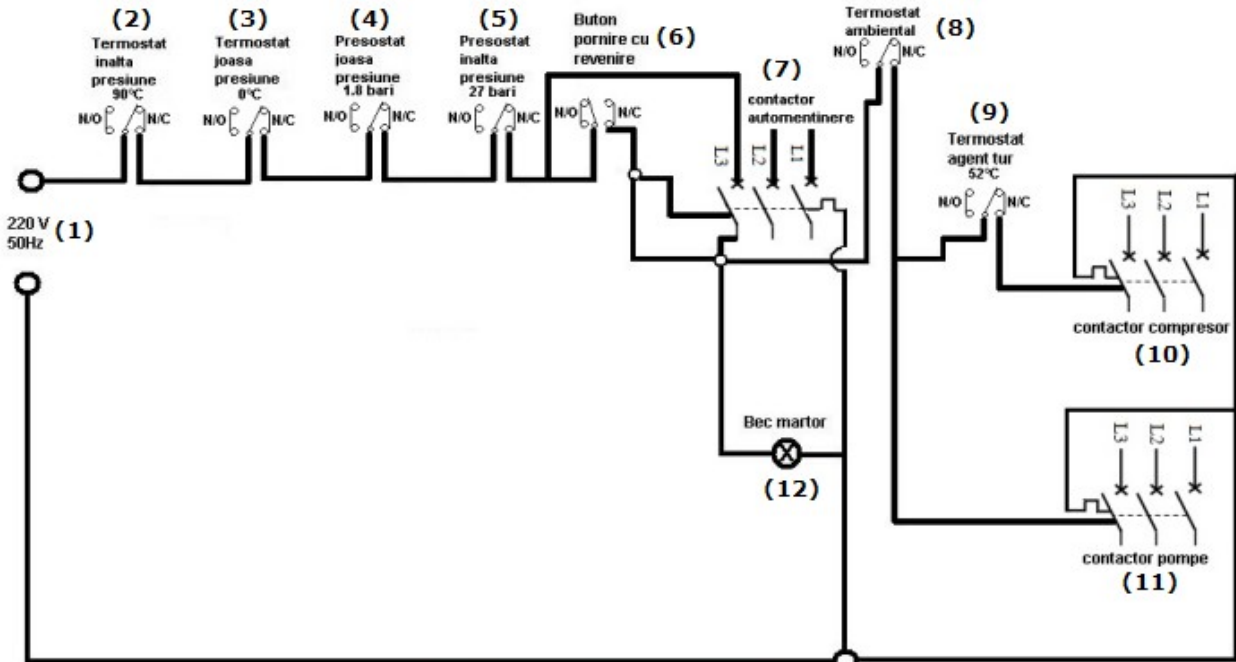 (2)
Termostat
inalta
presiune
90°C
N/O
N/C
(3)
Termostat
joasa
presiune
0°C
N/O
N/C
(4)
Presostat
joasa
presiune
1.8 bari
N/O
N/C
(5)
Presostat
inalta
presiune
27 bari
N/O
N/C
Buton
pornire cu
revenire
(6)
N/O
N/C
(7)
contactor
automentinere
L3
L2
L1
Termostat
ambiental
(8)
N/O
N/C
(9)
Termostat
agent tur
52°C
N/O
N/C
220 V
50Hz
(1)
L3
L2
L1
contactor compresor
(10)
Bec martor
(12)
L3
L2
L1
contactor pompe
(11)